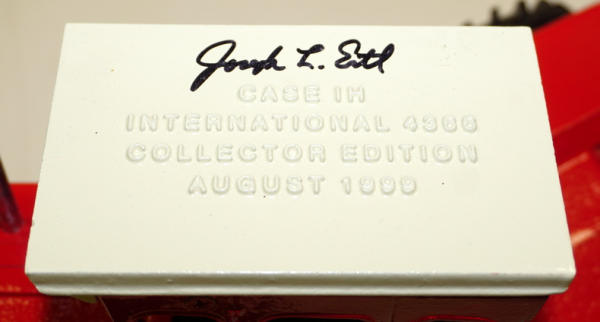 Joseph L. Ertl
CASE IH
INTERNATIONAL 4366
COLLECTOR EDITION
AUGUST 1999